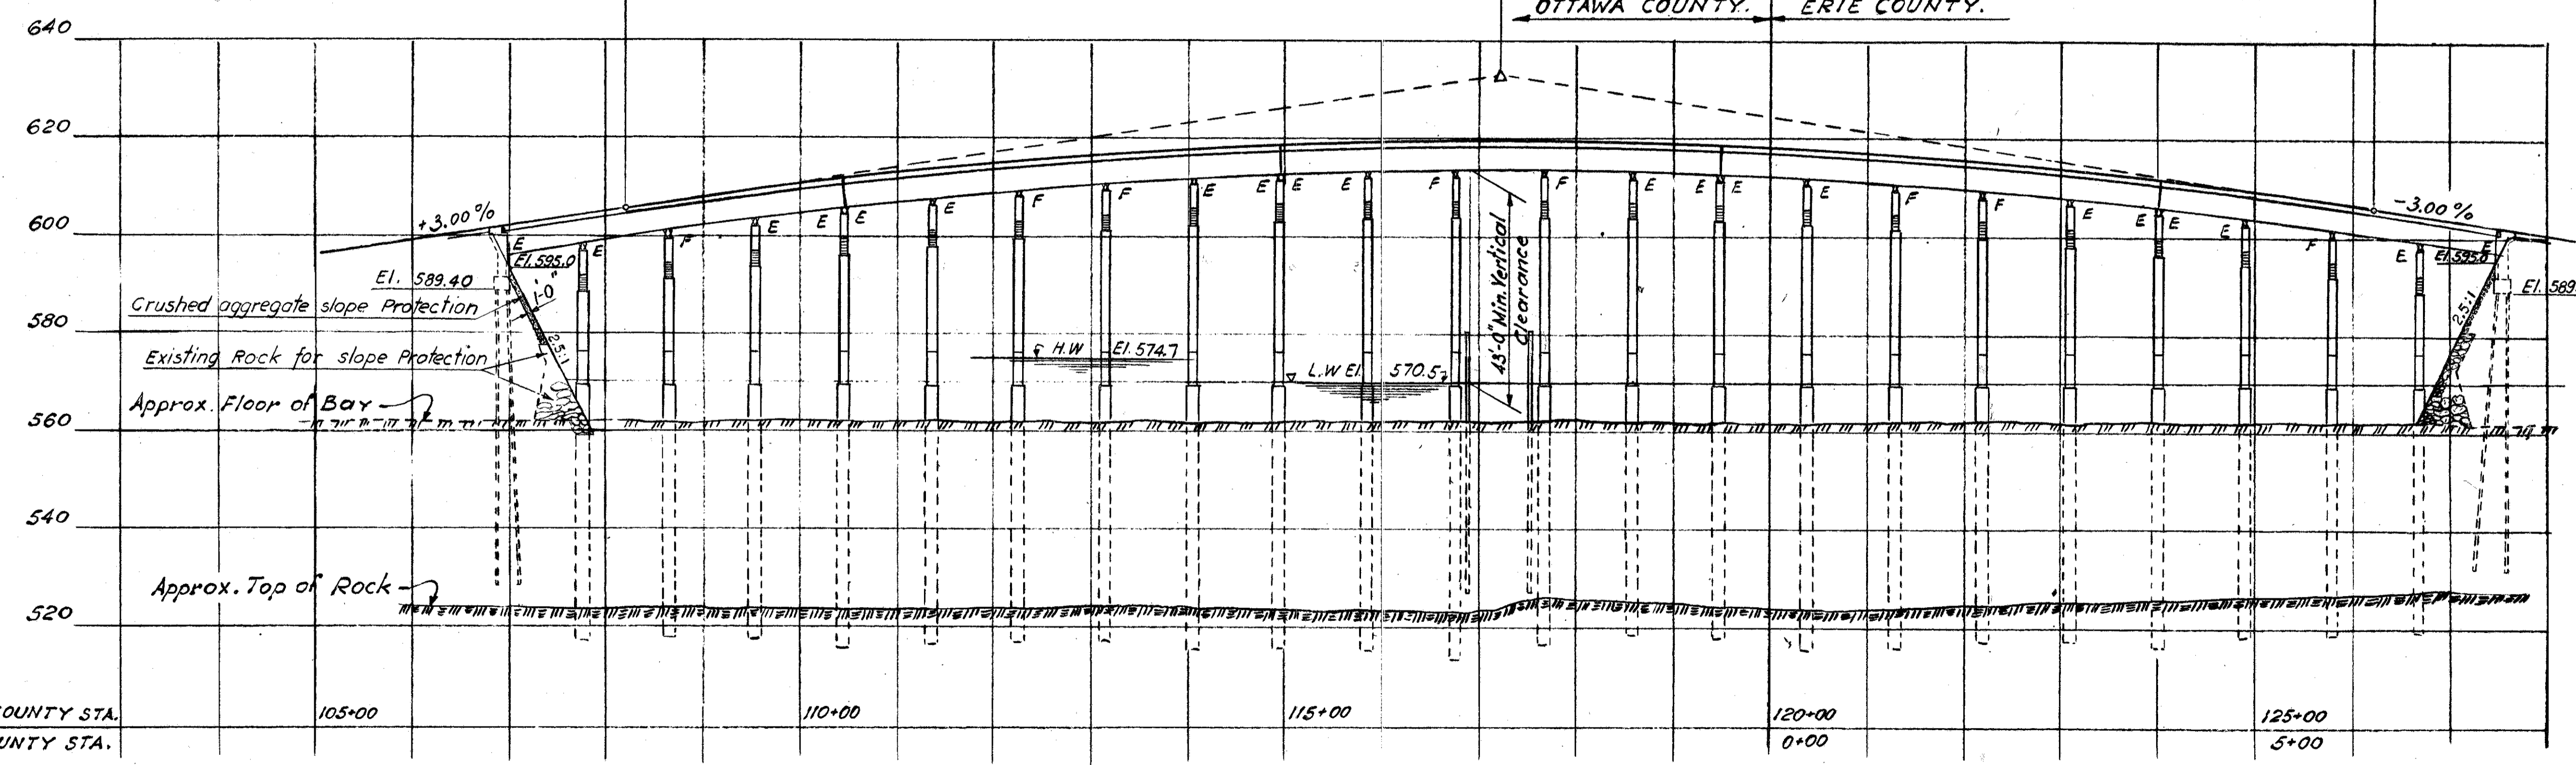 OTTAWA COUNTY. ERIE COUNTY.
640
620
600
580
560
540
520
+3.00%
-3.00%
E E F E E E E F F E E E E F F E E E F F E E E E F E E
El. 595.0
El. 595.0
El. 589.40
El. 589
1'-0"
Crushed aggregate slope Protection
2.5:1
2.5:1
Existing Rock for slope Protection
H.W El. 574.7
L.W El. 570.5
43'-0" Min. Vertical
Clearance
Approx. Floor of Bay
Approx. Top of Rock
OUNTY STA. 105+00 110+00 115+00 120+00 125+00
UNTY STA. 0+00 5+00